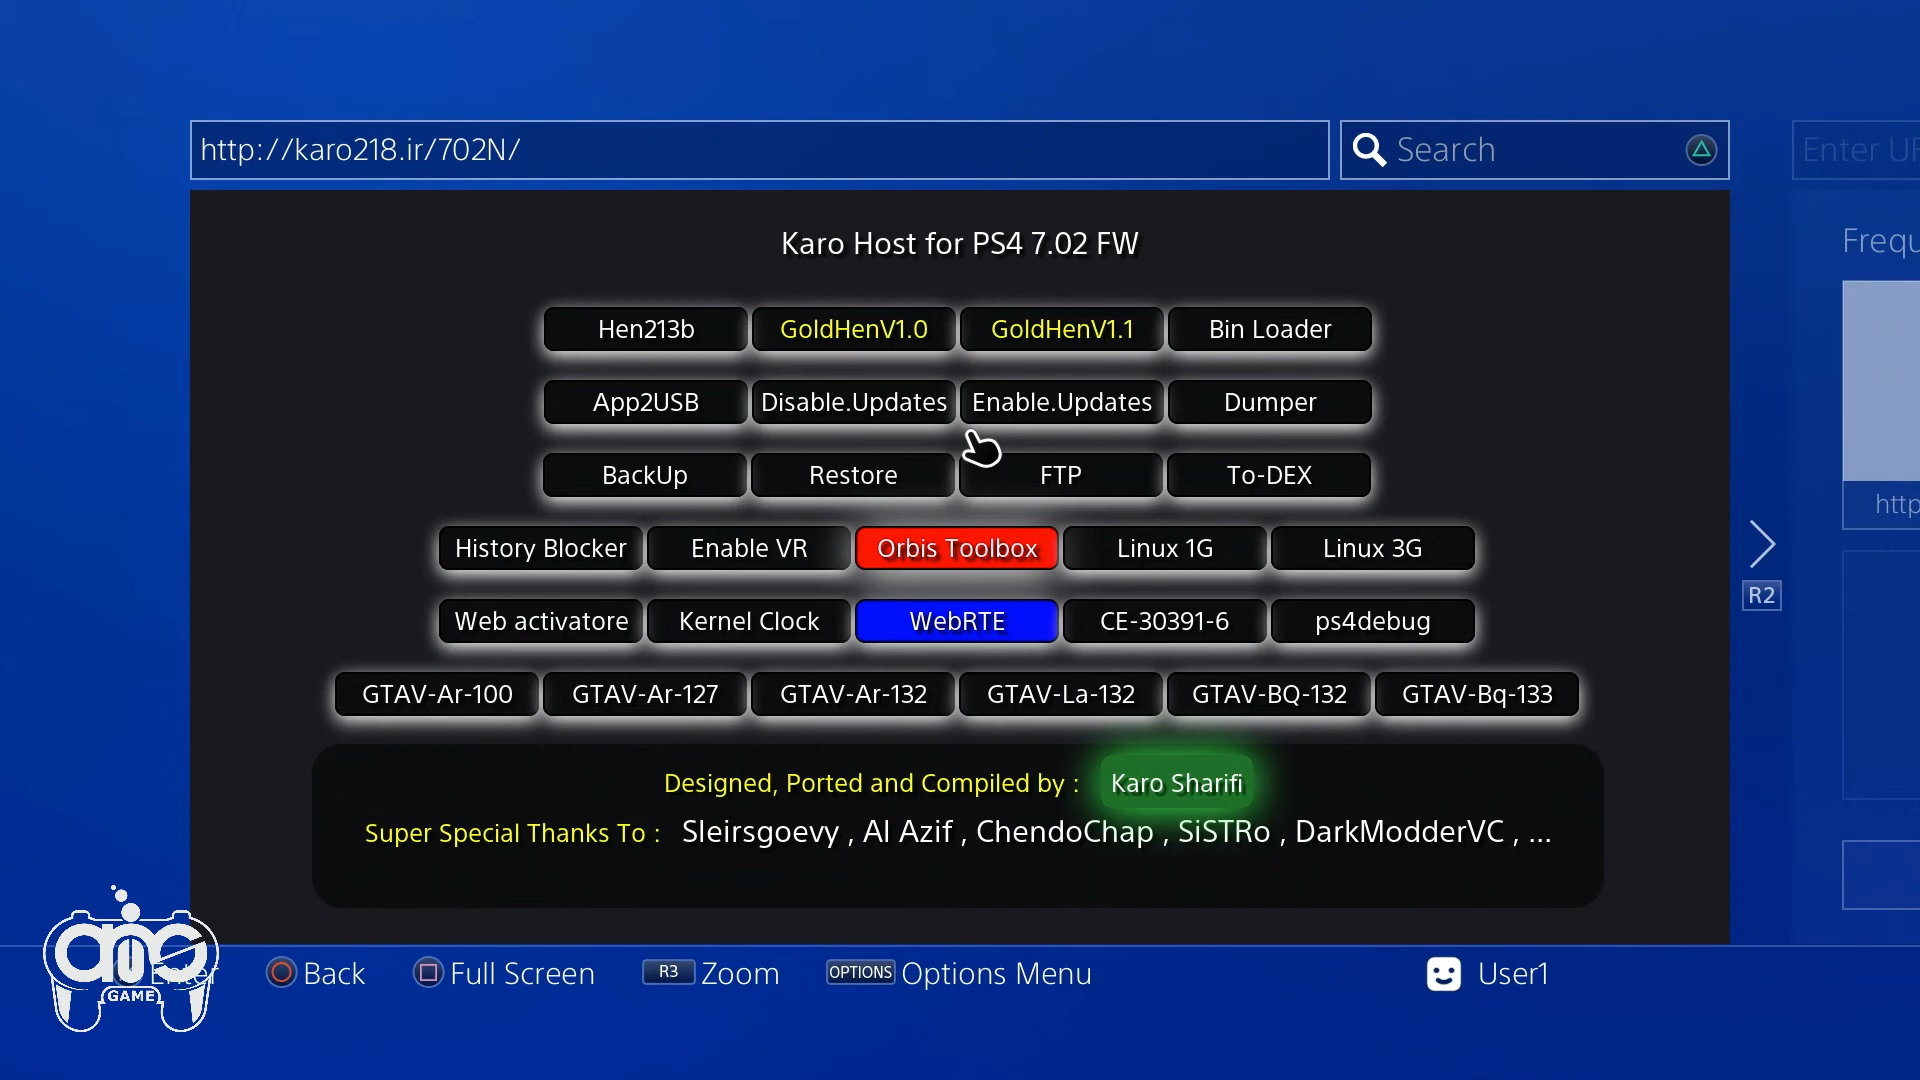 http://karo218.ir/702N/ Search Enter
Karo Host for PS4 7.02 FW
Frequ
Hen213b GoldHenV1.0 GoldHenV1.1 Bin Loader
App2USB Disable.Updates Enable.Updates Dumper
BackUp Restore FTP To-DEX
http
History Blocker Enable VR Orbis Toolbox Linux 1G Linux 3G
R2
Web activatore Kernel Clock WebRTE CE-30391-6 ps4debug
GTAV-Ar-100 GTAV-Ar-127 GTAV-Ar-132 GTAV-La-132 GTAV-BQ-132 GTAV-Bq-133
Designed, Ported and Compiled by : Karo Sharifi
Super Special Thanks To : Sleirsgoevy , Al Azif , ChendoChap , SiSTRo , DarkModderVC , ...
Enter Back Full Screen R3 Zoom OPTIONS Options Menu User1
GAME